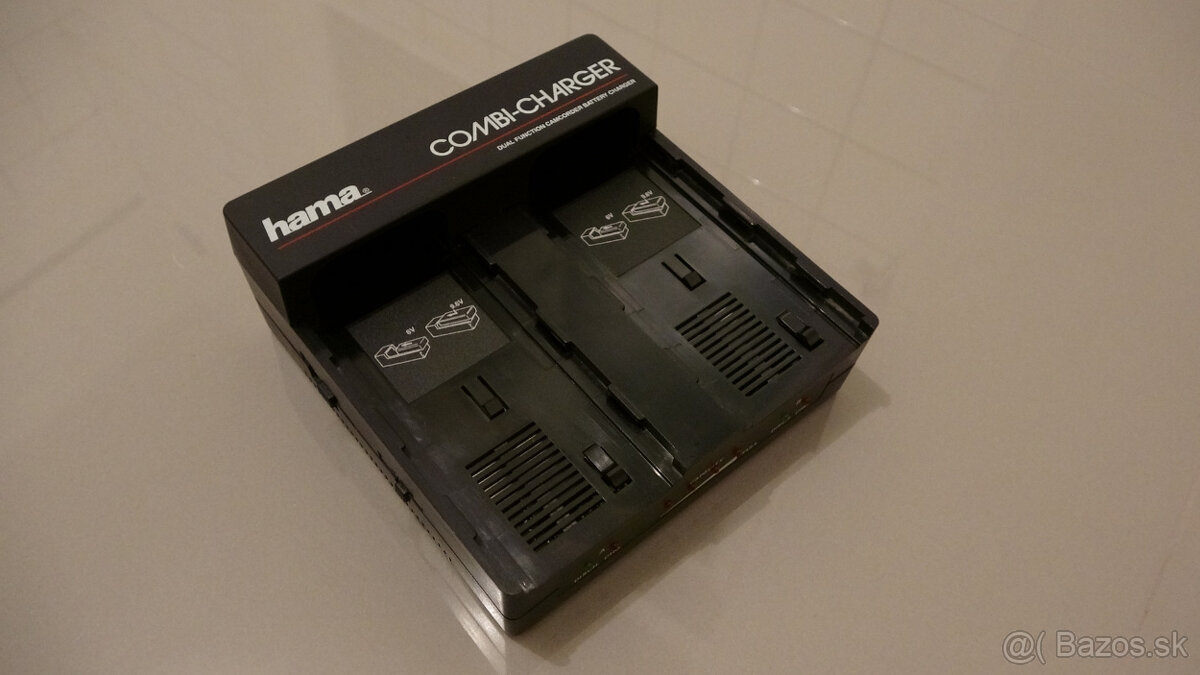 COMBI-CHARGER
DUAL FUNCTION CAMCORDER BATTERY CHARGER
hama®
6V 9.6V
6V 9.6V
@( Bazos.sk